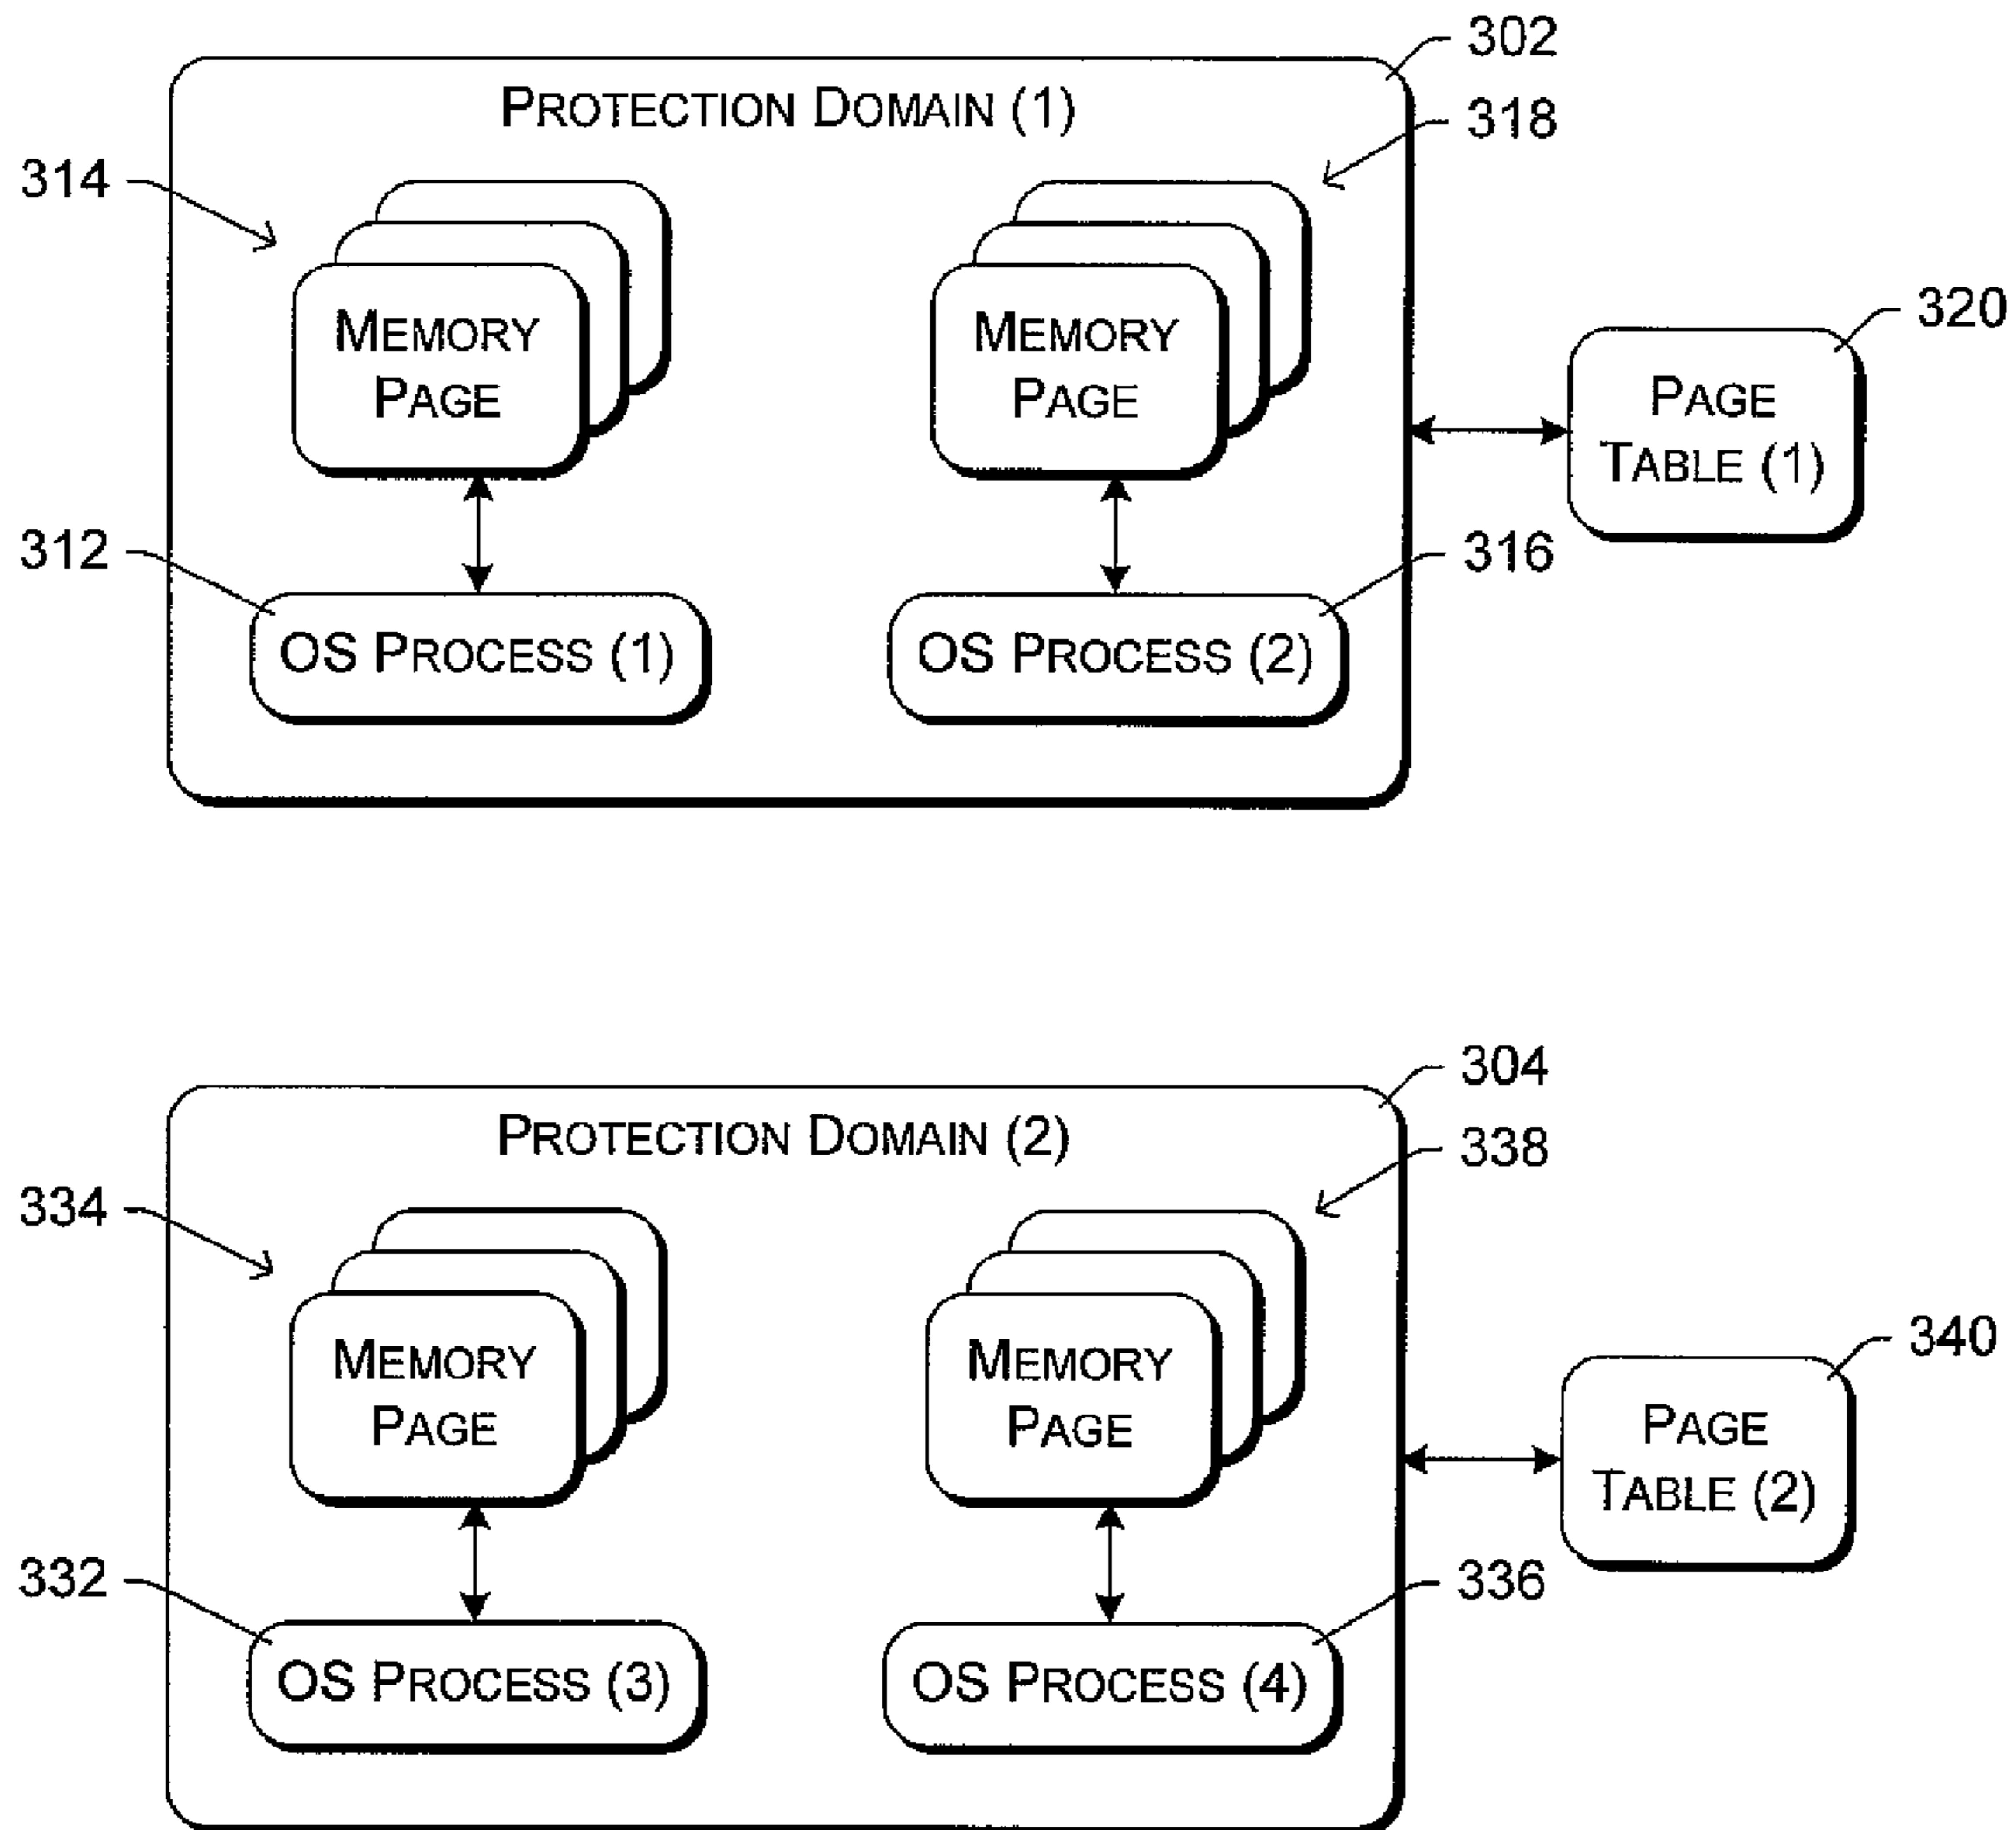 302
PROTECTION DOMAIN (1)
318
314
MEMORY
PAGE
MEMORY
PAGE
320
PAGE
TABLE (1)
312
316
OS PROCESS (1)
OS PROCESS (2)
304
PROTECTION DOMAIN (2)
338
334
MEMORY
PAGE
MEMORY
PAGE
340
PAGE
TABLE (2)
332
336
OS PROCESS (3)
OS PROCESS (4)